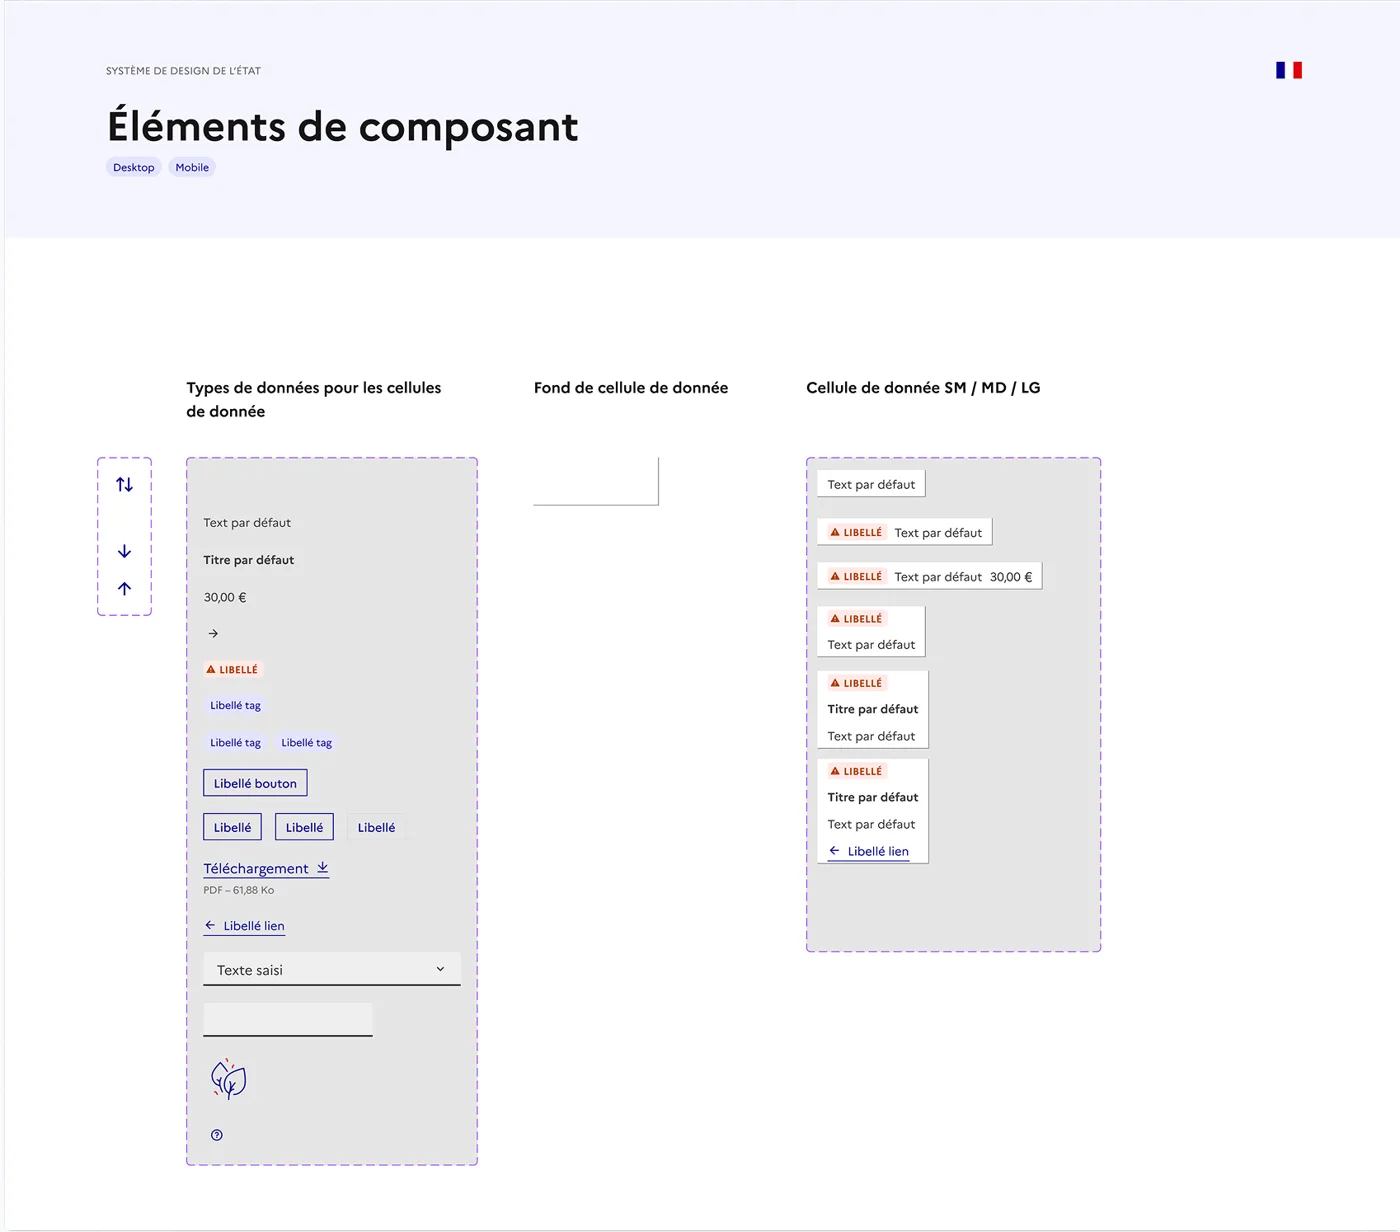 SYSTÈME DE DESIGN DE L'ÉTAT
Éléments de composant
Desktop Mobile
Types de données pour les cellules
de donnée
Text par défaut
Titre par défaut
30,00 €
LIBELLÉ
Libellé tag
Libellé tag Libellé tag
Libellé bouton
Libellé Libellé Libellé
Téléchargement
PDF – 61,88 Ko
Libellé lien
Texte saisi
Fond de cellule de donnée
Cellule de donnée SM / MD / LG
Text par défaut
LIBELLÉ Text par défaut
LIBELLÉ Text par défaut 30,00 €
LIBELLÉ
Text par défaut
LIBELLÉ
Titre par défaut
Text par défaut
LIBELLÉ
Titre par défaut
Text par défaut
Libellé lien